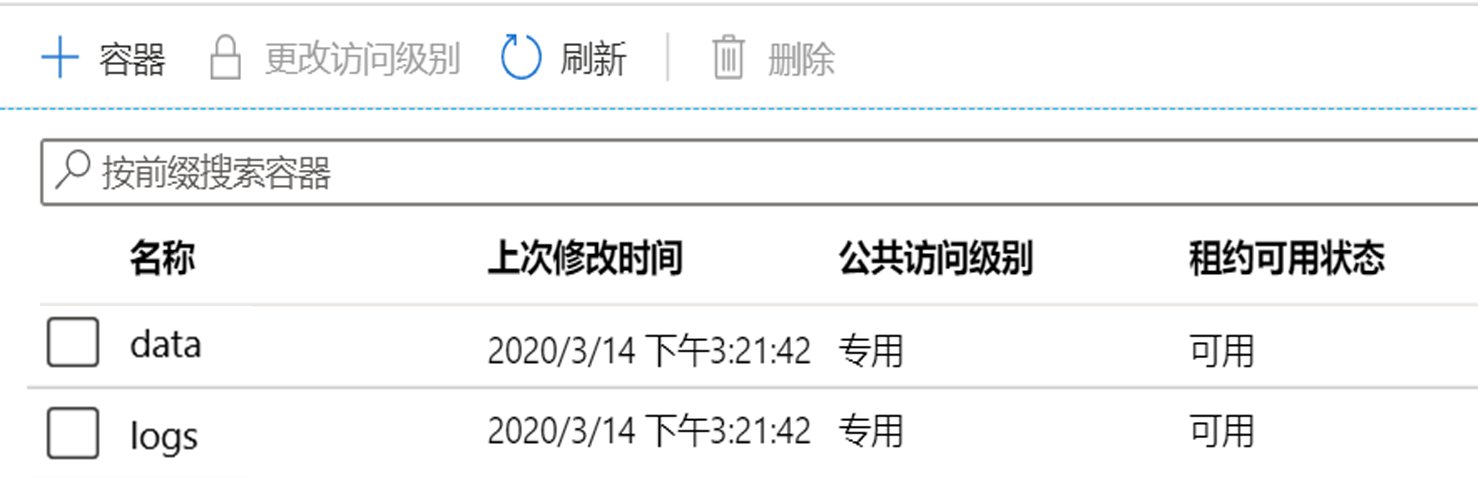 容器 更改访问级别 刷新 删除
按前缀搜索容器
名称 上次修改时间 公共访问级别 租约可用状态
data 2020/3/14 下午3:21:42 专用 可用
logs 2020/3/14 下午3:21:42 专用 可用